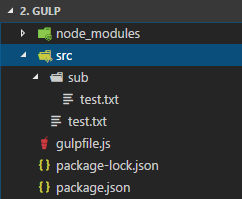 2. GULP
node_modules
src
sub
test.txt
test.txt
gulpfile.js
package-lock.json
package.json